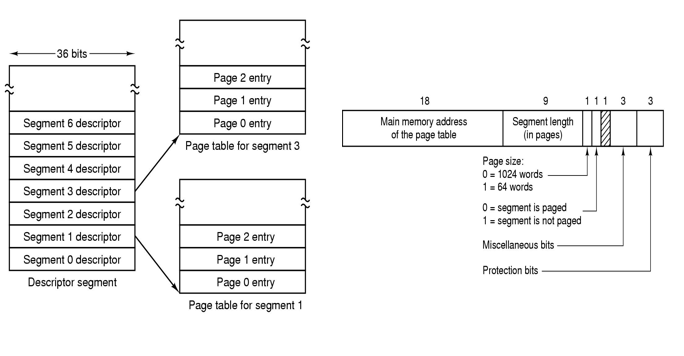 36 bits
Segment 6 descriptor
Segment 5 descriptor
Segment 4 descriptor
Segment 3 descriptor
Segment 2 descriptor
Segment 1 descriptor
Segment 0 descriptor
Descriptor segment
Page 2 entry
Page 1 entry
Page 0 entry
Page table for segment 3
Page 2 entry
Page 1 entry
Page 0 entry
Page table for segment 1
18 9 1 1 1 3 3
Main memory address
of the page table
Segment length
(in pages)
Page size:
0 = 1024 words
1 = 64 words
0 = segment is paged
1 = segment is not paged
Miscellaneous bits
Protection bits